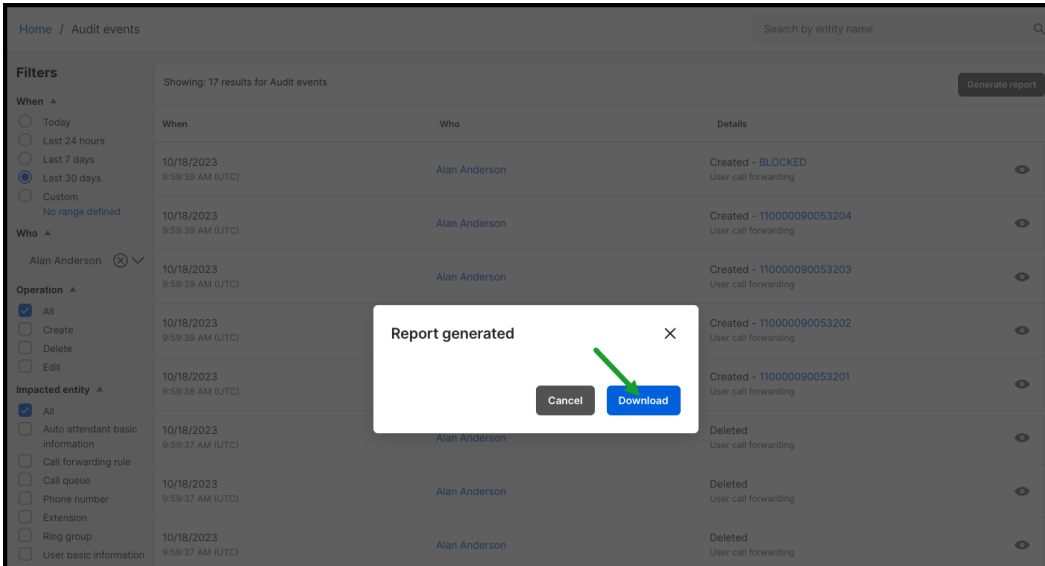 Home / Audit events
Search by entity name
Filters
When
Today
Last 24 hours
Last 7 days
Last 30 days
Custom
No range defined
Who
Alan Anderson
Operation
All
Create
Delete
Edit
Impacted entity
All
Auto attendant basic
information
Call forwarding rule
Call queue
Phone number
Extension
Ring group
User basic information
Showing: 17 results for Audit events
Generate report
When Who Details
10/18/2023 Alan Anderson Created - BLOCKED
9:59:39 AM (UTC) User call forwarding
10/18/2023 Alan Anderson Created - 110000090053204
9:59:39 AM (UTC) User call forwarding
10/18/2023 Alan Anderson Created - 110000090053203
9:59:39 AM (UTC) User call forwarding
10/18/2023 Created - 110000090053202
9:59:39 AM (UTC) User call forwarding
10/18/2023 Created - 110000090053201
9:59:38 AM (UTC) User call forwarding
10/18/2023 Alan Anderson Deleted
9:59:37 AM (UTC) User call forwarding
10/18/2023 Alan Anderson Deleted
9:59:37 AM (UTC) User call forwarding
10/18/2023 Alan Anderson Deleted
9:59:37 AM (UTC) User call forwarding
Report generated
Cancel Download